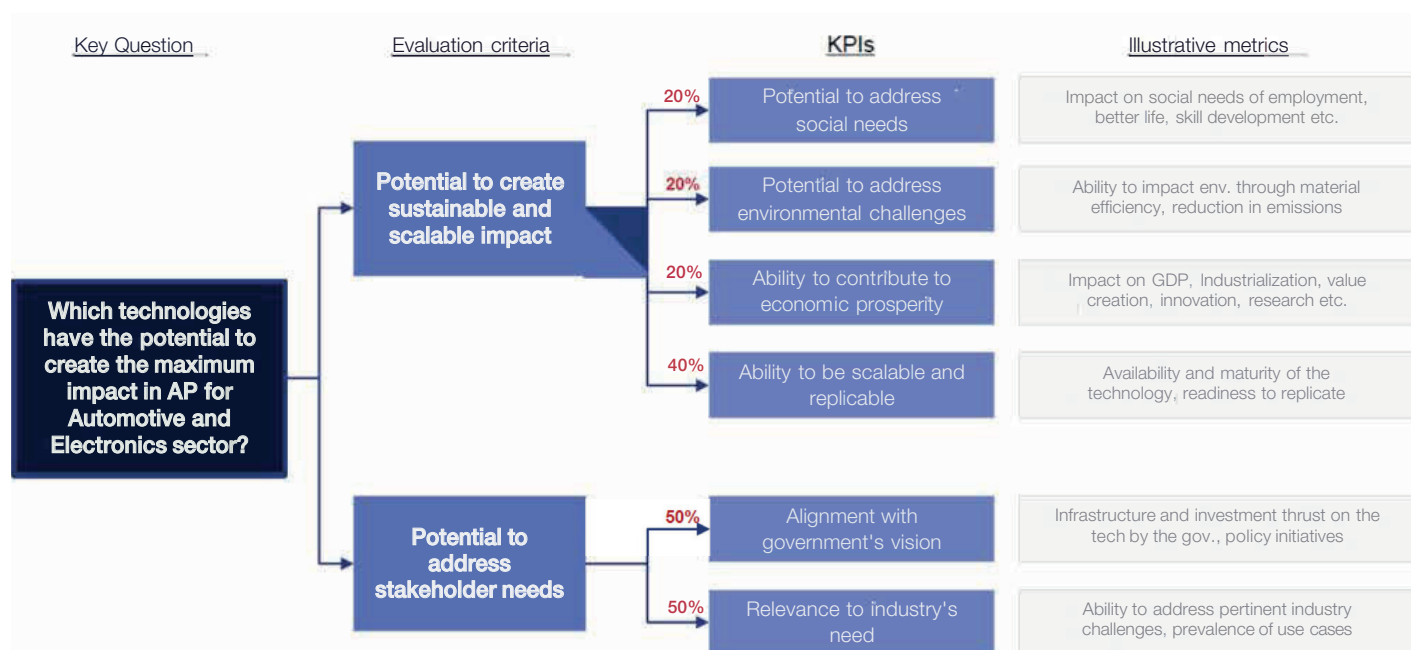 Key Question
Evaluation criteria
KPIs
Illustrative metrics
Which technologies
have the potential to
create the maximum
impact in AP for
Automotive and
Electronics sector?
Potential to create
sustainable and
scalable impact
20%
Potential to address
social needs
Impact on social needs of employment,
better life, skill development etc.
20%
Potential to address
environmental challenges
Ability to impact env. through material
efficiency, reduction in emissions
20%
Ability to contribute to
economic prosperity
Impact on GDP, Industrialization, value
creation, innovation, research etc.
40%
Ability to be scalable and
replicable
Availability and maturity of the
technology, readiness to replicate
Potential to
address
stakeholder needs
50%
Alignment with
government's vision
Infrastructure and investment thrust on the
tech by the gov., policy initiatives
50%
Relevance to industry's
need
Ability to address pertinent industry
challenges, prevalence of use cases